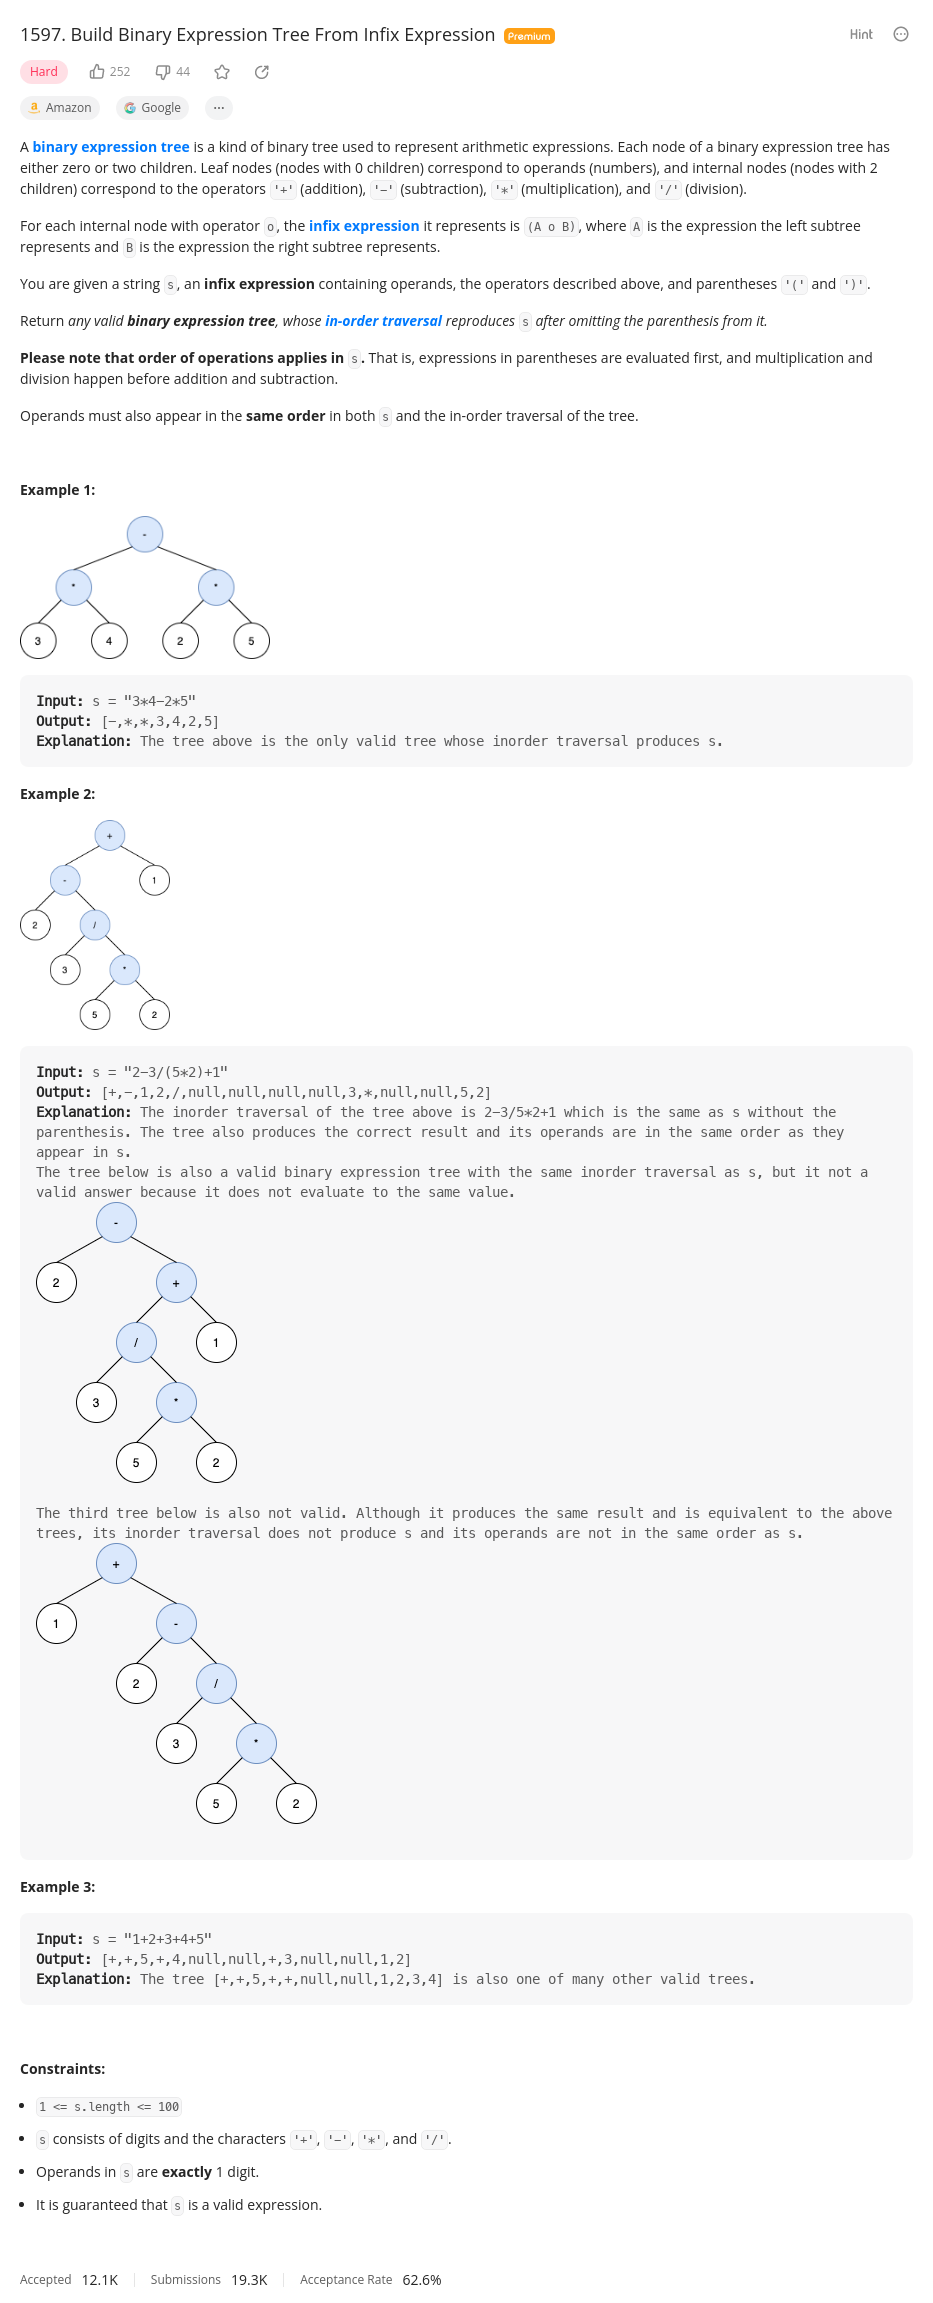 1597. Build Binary Expression Tree From Infix Expression Premium Hint
Hard 252 44
Amazon Google ...
A binary expression tree is a kind of binary tree used to represent arithmetic expressions. Each node of a binary expression tree has
either zero or two children. Leaf nodes (nodes with 0 children) correspond to operands (numbers), and internal nodes (nodes with 2
children) correspond to the operators '+' (addition), '-' (subtraction), '*' (multiplication), and '/' (division).
For each internal node with operator o, the infix expression it represents is (A o B), where A is the expression the left subtree
represents and B is the expression the right subtree represents.
You are given a string s, an infix expression containing operands, the operators described above, and parentheses '(' and ')'.
Return any valid binary expression tree, whose in-order traversal reproduces s after omitting the parenthesis from it.
Please note that order of operations applies in s. That is, expressions in parentheses are evaluated first, and multiplication and
division happen before addition and subtraction.
Operands must also appear in the same order in both s and the in-order traversal of the tree.
Example 1:
-
* *
3 4 2 5
Input: s = "3*4-2*5"
Output: [-,*,*,3,4,2,5]
Explanation: The tree above is the only valid tree whose inorder traversal produces s.
Example 2:
+
- 1
2 /
3 *
5 2
Input: s = "2-3/(5*2)+1"
Output: [+,-,1,2,/,null,null,null,null,3,*,null,null,5,2]
Explanation: The inorder traversal of the tree above is 2-3/5*2+1 which is the same as s without the
parenthesis. The tree also produces the correct result and its operands are in the same order as they
appear in s.
The tree below is also a valid binary expression tree with the same inorder traversal as s, but it not a
valid answer because it does not evaluate to the same value.
-
2 +
/ 1
3 *
5 2
The third tree below is also not valid. Although it produces the same result and is equivalent to the above
trees, its inorder traversal does not produce s and its operands are not in the same order as s.
+
1 -
2 /
3 *
5 2
Example 3:
Input: s = "1+2+3+4+5"
Output: [+,+,5,+,4,null,null,+,3,null,null,1,2]
Explanation: The tree [+,+,5,+,+,null,null,1,2,3,4] is also one of many other valid trees.
Constraints:
• 1 <= s.length <= 100
• s consists of digits and the characters '+', '-', '*', and '/'.
• Operands in s are exactly 1 digit.
• It is guaranteed that s is a valid expression.
Accepted 12.1K Submissions 19.3K Acceptance Rate 62.6%